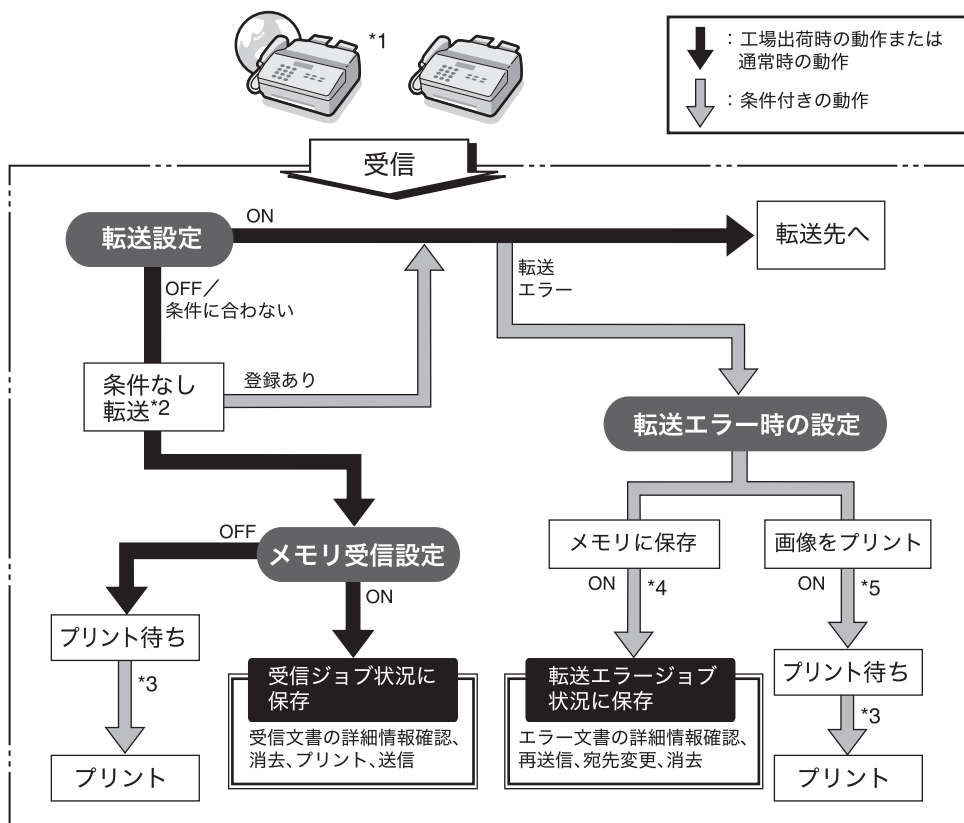 *1
：工場出荷時の動作または
通常時の動作
：条件付きの動作
受信
転送設定
ON
転送先へ
OFF／
条件に合わない
転送
エラー
条件なし
転送*2
登録あり
転送エラー時の設定
OFF
メモリ受信設定
ON
メモリに保存
画像をプリント
ON
*4
ON
*5
プリント待ち
*3
プリント
受信ジョブ状況に
保存
受信文書の詳細情報確認、
消去、プリント、送信
転送エラージョブ
状況に保存
エラー文書の詳細情報確認、
再送信、宛先変更、消去
プリント待ち
*3
プリント